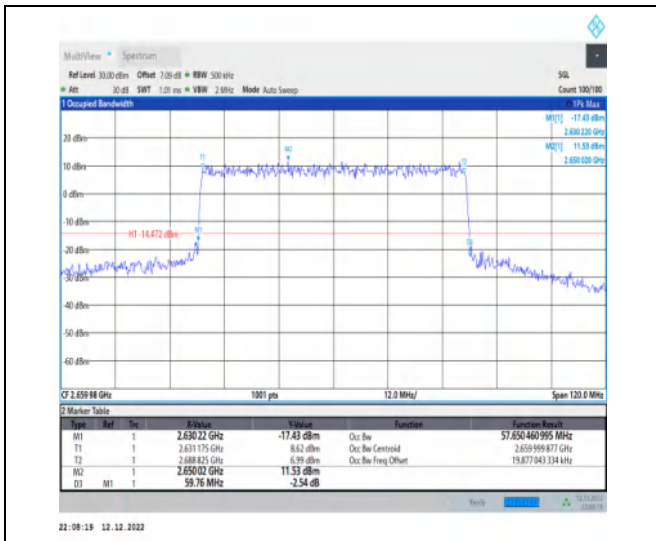 MultiView Spectrum
Ref Level 30.00 dBm Offset 7.09 dB RBW 500 kHz SGL
Att 30 dB SWT 1.01 ms VBW 2 MHz Mode Auto Sweep Count 100/100
1 Occupied Bandwidth 1Pk Max
M1[1] -17.43 dBm
2.630 220 GHz
M2[1] 11.53 dBm
2.650 020 GHz
20 dBm
M2
T1
10 dBm
0 dBm
-10 dBm
H1 -14.472 dBm
M1
-20 dBm
-30 dBm
-40 dBm
-50 dBm
-60 dBm
CF 2.659 98 GHz 1001 pts 12.0 MHz/ Span 120.0 MHz
2 Marker Table
Type Ref Trc X-Value Y-Value Function Function Result
M1 1 2.630 22 GHz -17.43 dBm Occ Bw 57.650 460 995 MHz
T1 1 2.631 175 GHz 8.62 dBm Occ Bw Centroid 2.659 999 877 GHz
T2 1 2.688 825 GHz 6.99 dBm Occ Bw Freq Offset 19.877 043 334 kHz
M2 1 2.650 02 GHz 11.53 dBm
D3 M1 1 59.76 MHz -2.54 dB
Ready
22:08:19 12.12.2022